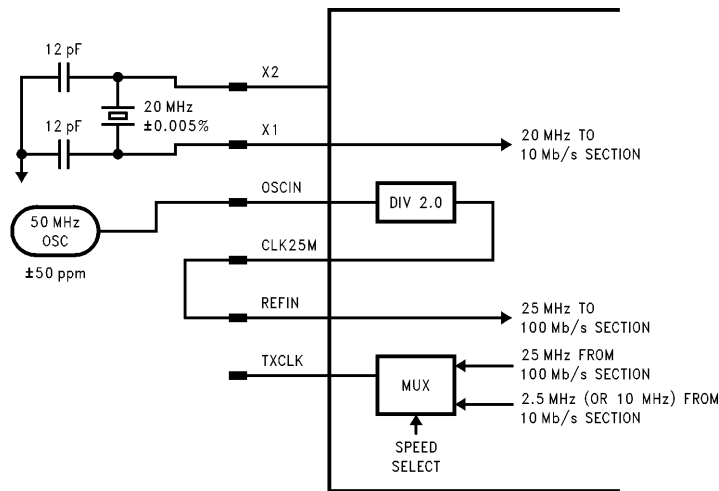 12 pF
X2
20 MHz
±0.005%
12 pF
X1
20 MHz TO
10 Mb/s SECTION
OSCIN
DIV 2.0
50 MHz
OSC
±50 ppm
CLK25M
REFIN
25 MHz TO
100 Mb/s SECTION
TXCLK
MUX
25 MHz FROM
100 Mb/s SECTION
2.5 MHz (OR 10 MHz) FROM
10 Mb/s SECTION
SPEED
SELECT